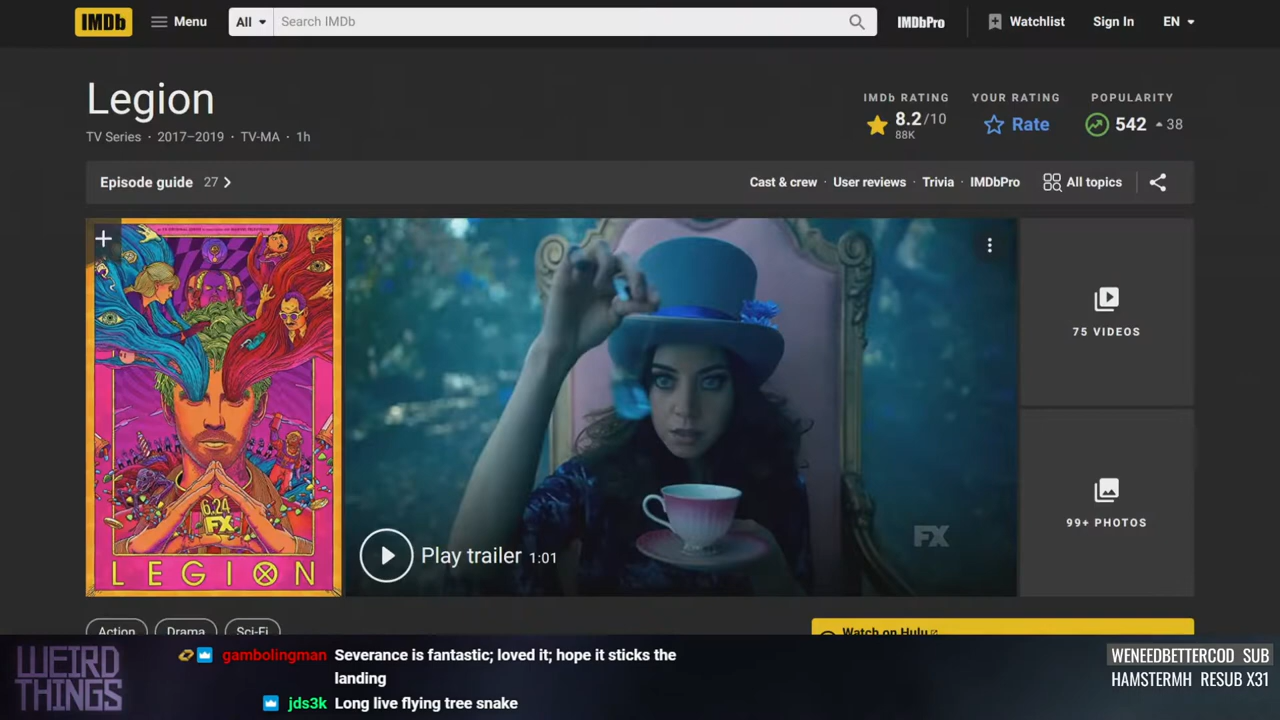 IMDb Menu All Search IMDb IMDbPro Watchlist Sign In EN
Legion
TV Series · 2017–2019 · TV-MA · 1h
IMDb RATING YOUR RATING POPULARITY
8.2/10 Rate 542 38
88K
Episode guide 27 Cast & crew · User reviews · Trivia · IMDbPro All topics
75 VIDEOS
99+ PHOTOS
6.24
FX
LEGION
Play trailer 1:01
FX
Action Drama Sci-Fi
Watch on Hulu
WEIRD
THINGS
gambolingman Severance is fantastic; loved it; hope it sticks the
landing
jds3k Long live flying tree snake
WENEEDBETTERCOD SUB
HAMSTERMH RESUB X31